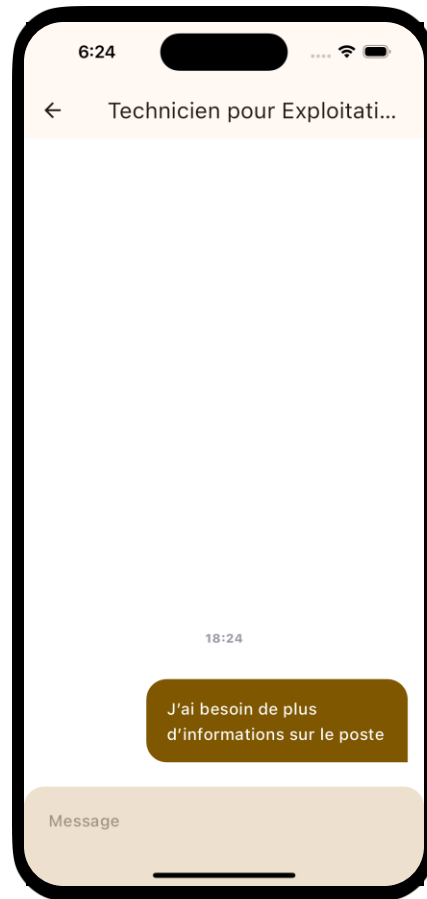 6:24
Technicien pour Exploitati...
18:24
J’ai besoin de plus
d’informations sur le poste
Message